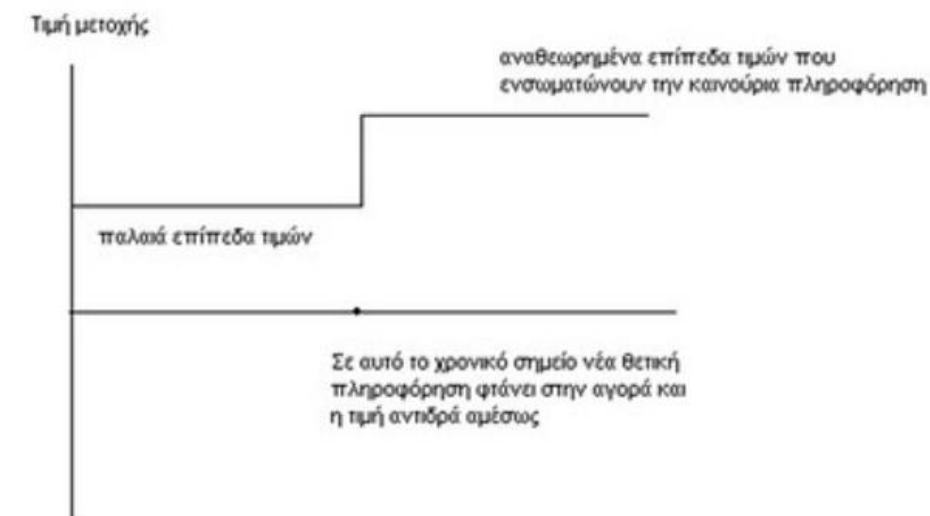 Τιμή μετοχής
αναθεωρημένα επίπεδα τιμών που
ενσωματώνουν την καινούρια πληροφόρηση
παλαιά επίπεδα τιμών
Σε αυτό το χρονικό σημείο νέα θετική
πληροφόρηση φτάνει στην αγορά και
η τιμή αντιδρά αμέσως